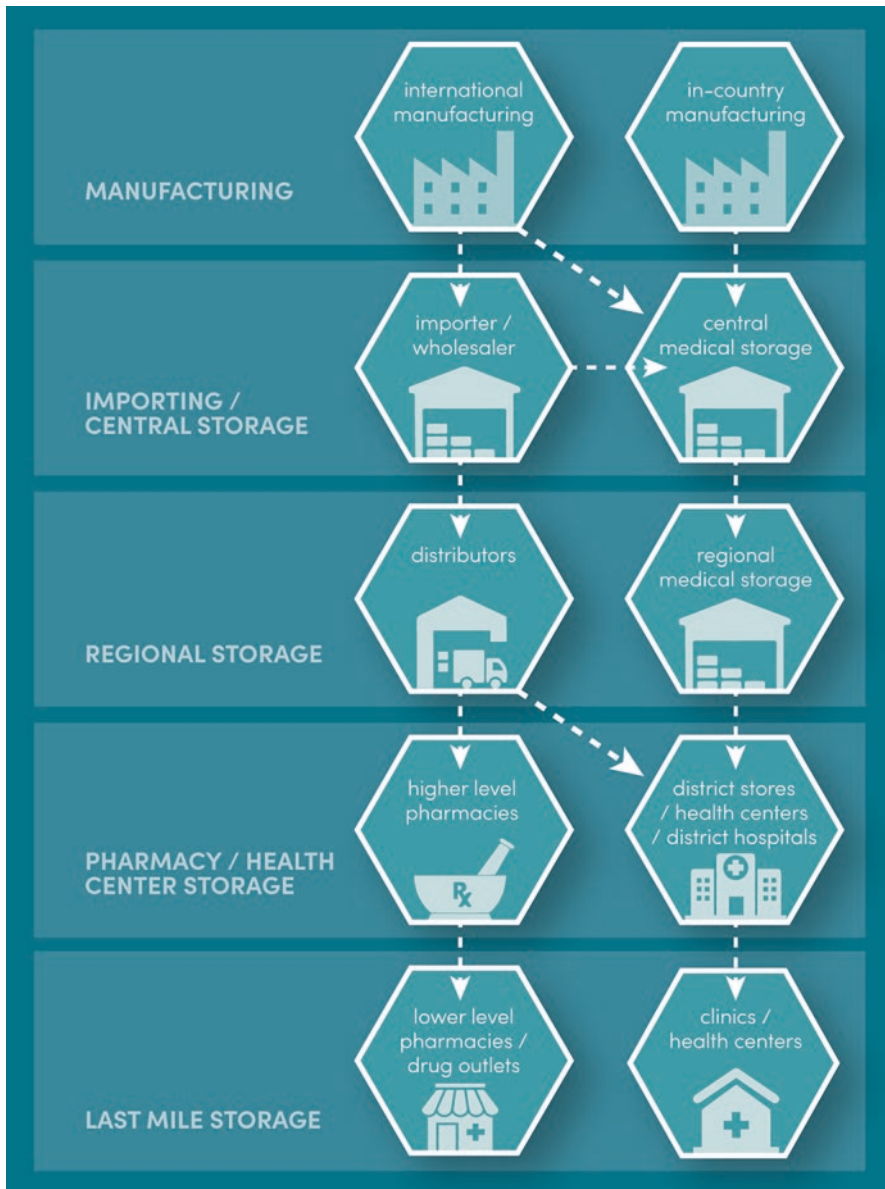 international
manufacturing
in-country
manufacturing
MANUFACTURING
importer /
wholesaler
central
medical storage
IMPORTING /
CENTRAL STORAGE
distributors
regional
medical storage
REGIONAL STORAGE
higher level
pharmacies
district stores
/ health centers
/ district hospitals
Rx
PHARMACY / HEALTH
CENTER STORAGE
lower level
pharmacies /
drug outlets
clinics /
health centers
LAST MILE STORAGE